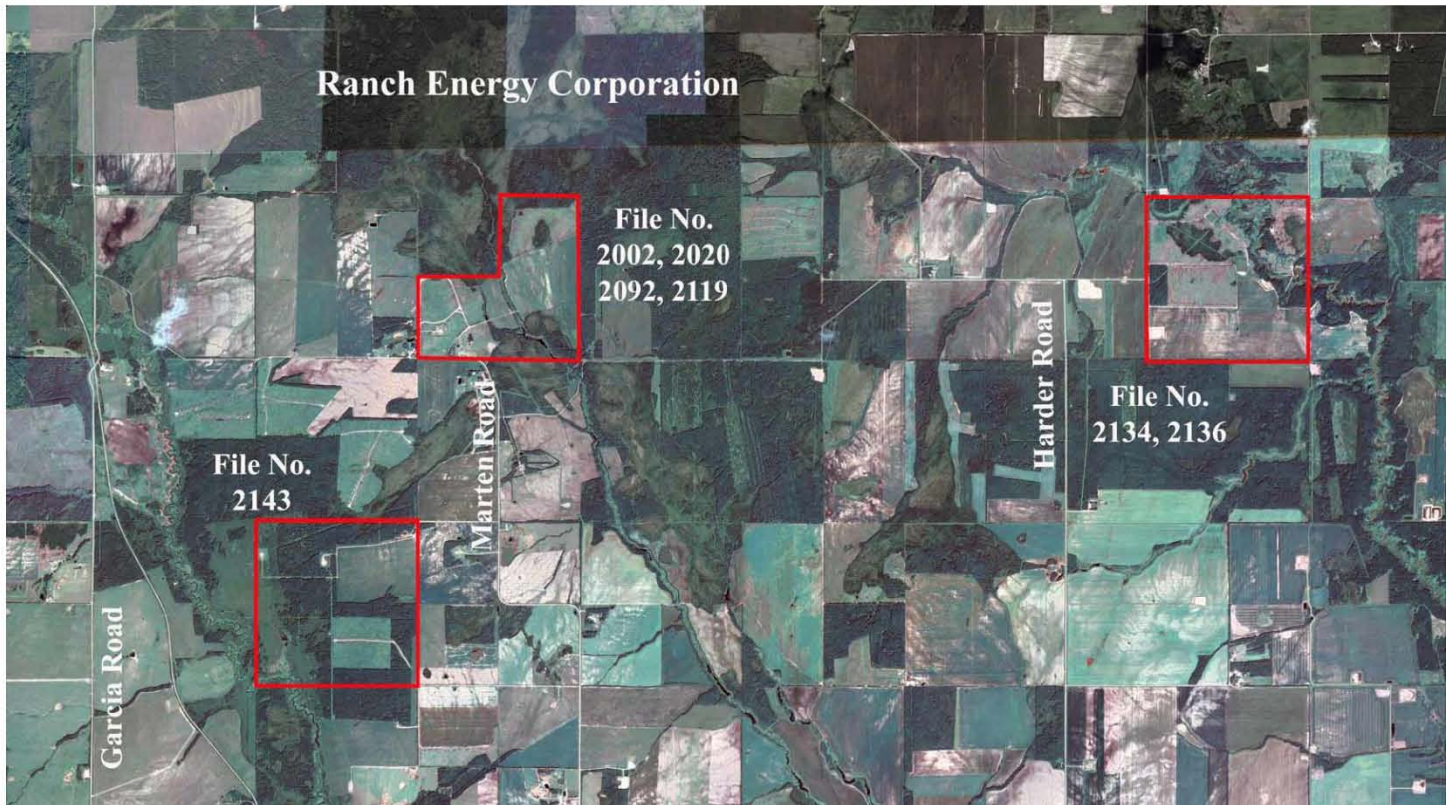 Ranch Energy Corporation
File No.
2002, 2020
2092, 2119
File No.
2134, 2136
File No.
2143
Marten Road
Harder Road
Garcia Road